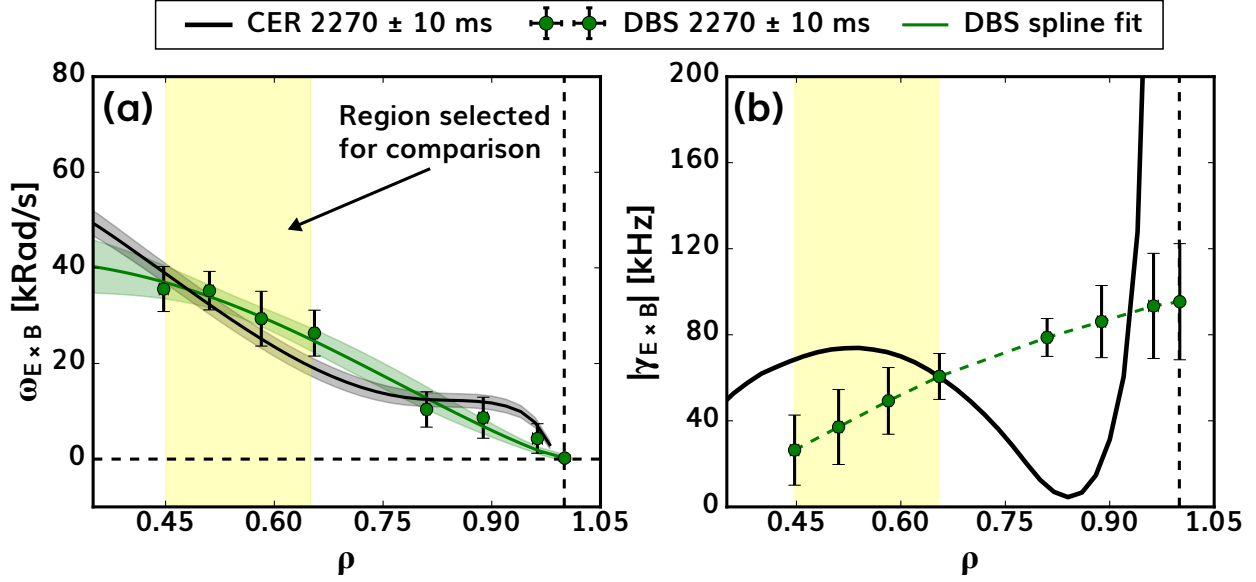 CER 2270 ± 10 ms
DBS 2270 ± 10 ms
DBS spline fit
(a)
Region selected
for comparison
ω_{E × B} [kRad/s]
80
60
40
20
0
0.45
0.60
0.75
0.90
1.05
ρ
(b)
|γ_{E × B}| [kHz]
200
160
120
80
40
0
0.45
0.60
0.75
0.90
1.05
ρ